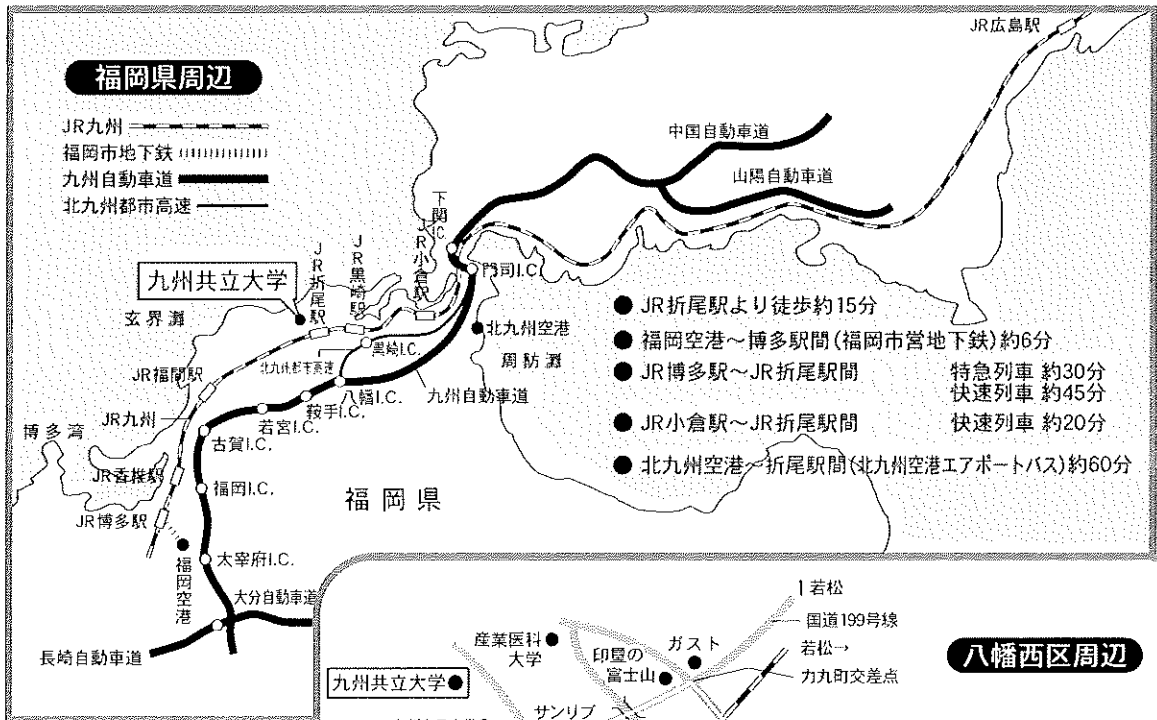 JR広島駅
福岡県周辺
JR九州
福岡市地下鉄
九州自動車道
北九州都市高速
中国自動車道
山陽自動車道
下関I.C.
JR小倉駅
JR黒崎駅
JR折尾駅
九州共立大学
門司I.C.
玄界灘
北九州空港
周防灘
黒崎I.C.
北九州都市高速
JR福間駅
八幡I.C.
九州自動車道
鞍手I.C.
若宮I.C.
JR九州
古賀I.C.
博多湾
JR香椎駅
福岡I.C.
福岡県
JR博多駅
福岡空港
太宰府I.C.
大分自動車道
長崎自動車道
●JR折尾駅より徒歩約15分
●福岡空港~博多駅間(福岡市営地下鉄)約6分
●JR博多駅~JR折尾駅間 特急列車 約30分
快速列車 約45分
●JR小倉駅~JR折尾駅間 快速列車 約20分
●北九州空港~折尾駅間(北九州空港エアポートバス)約60分
八幡西区周辺
↑若松
国道199号線
若松→
力丸町交差点
産業医科
大学
ガスト
印屋の
富士山
九州共立大学●
サンリブ